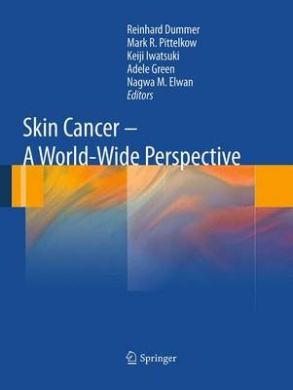 Reinhard Dummer
Mark R. Pittelkow
Keiji Iwatsuki
Adele Green
Nagwa M. Elwan
Editors
Skin Cancer –
A World-Wide Perspective
Springer